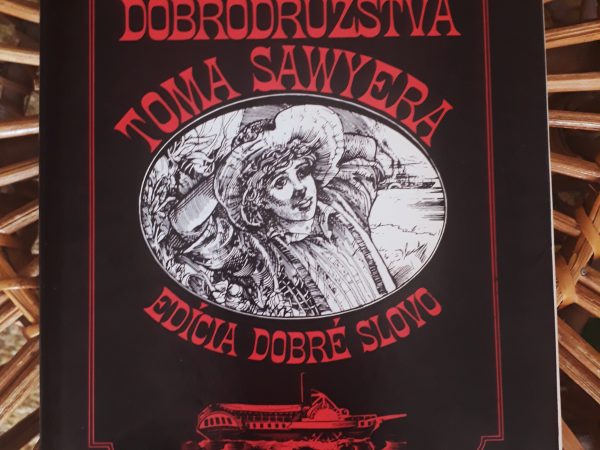 DOBRODRUŽSTVA
TOMA SAWYERA
EDÍCIA DOBRÉ SLOVO